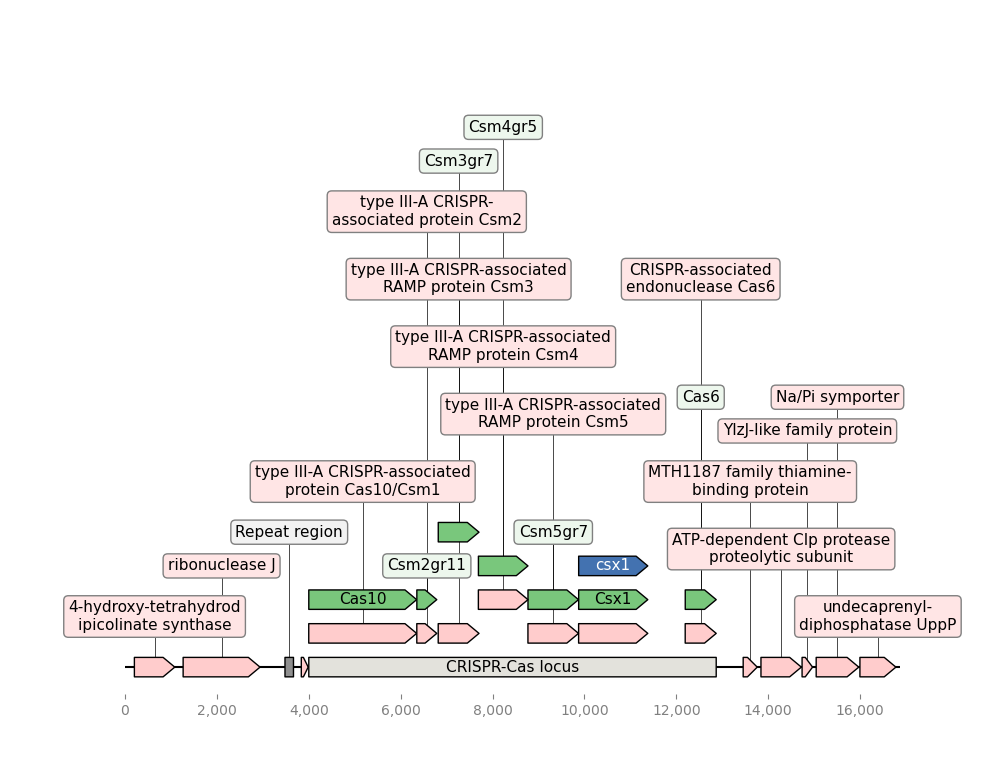 Csm4gr5
Csm3gr7
type III-A CRISPR-
associated protein Csm2
type III-A CRISPR-associated
RAMP protein Csm3
CRISPR-associated
endonuclease Cas6
type III-A CRISPR-associated
RAMP protein Csm4
Cas6
Na/Pi symporter
type III-A CRISPR-associated
RAMP protein Csm5
YlzJ-like family protein
type III-A CRISPR-associated
protein Cas10/Csm1
MTH1187 family thiamine-
binding protein
Repeat region
Csm5gr7
ATP-dependent Clp protease
proteolytic subunit
ribonuclease J
Csm2gr11
csx1
4-hydroxy-tetrahydrod
ipicolinate synthase
Cas10
Csx1
undecaprenyl-
diphosphatase UppP
CRISPR-Cas locus
0 2,000 4,000 6,000 8,000 10,000 12,000 14,000 16,000